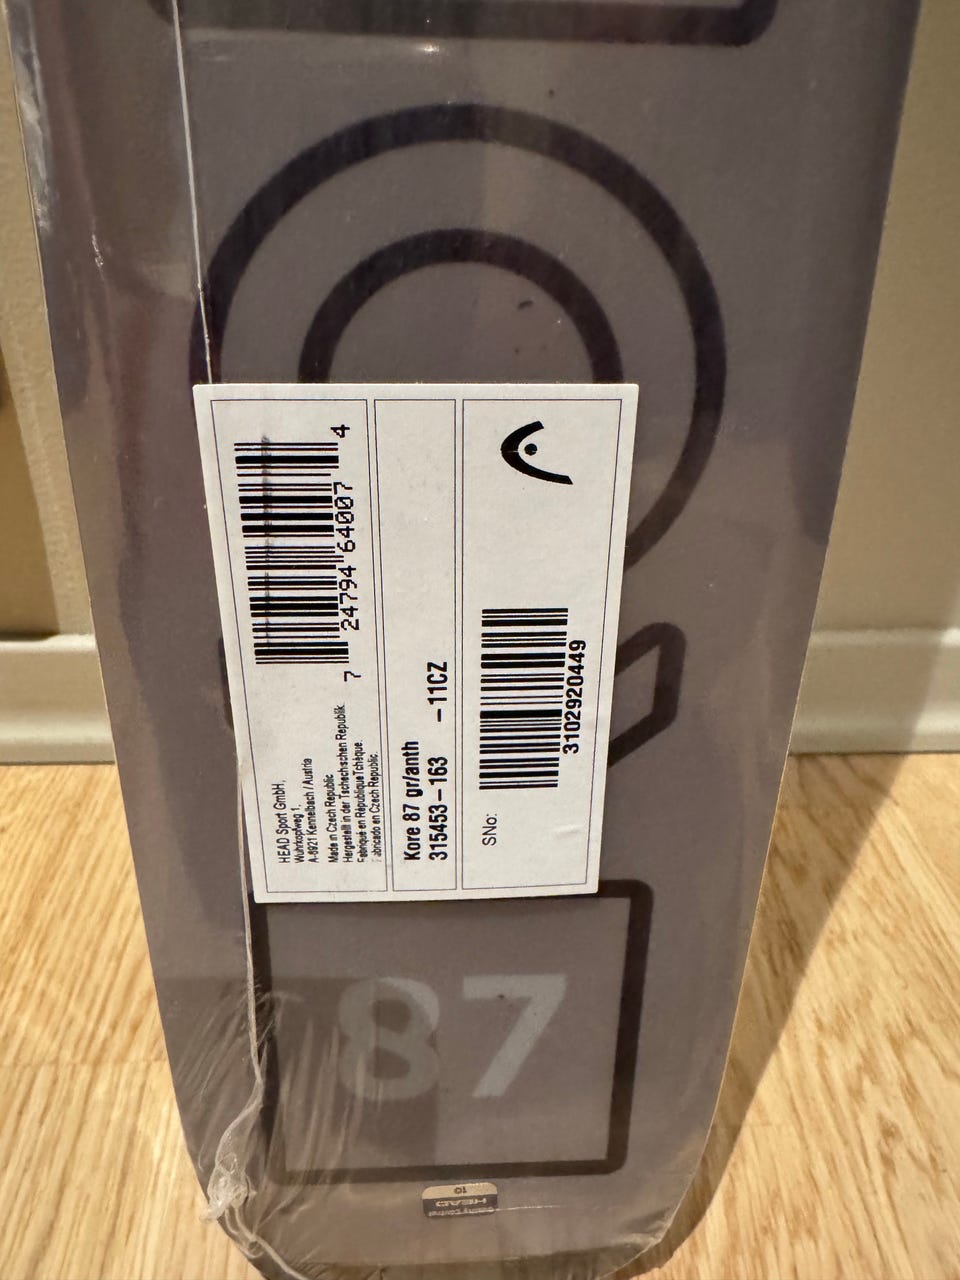 7 24794 64007 4
HEAD Sport GmbH,
Wuhrkopfweg 1,
A-6921 Kennelbach / Austria
Made in Czech Republic
Hergestellt in der Tschechischen Republik.
Fabriqué en République Tchèque.
Fabricado en Czech Republic.
Kore 87 gr/anth
315453-163 -11CZ
SNo:
3102920449
87
HEAD
10